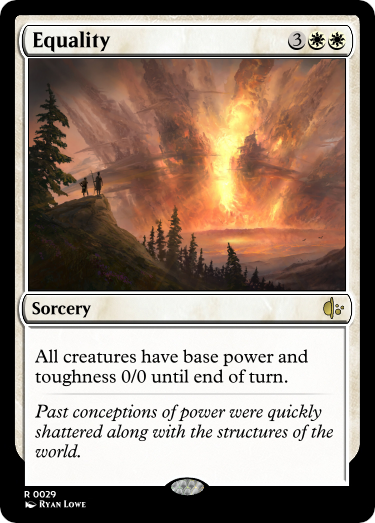 Equality 3
Sorcery
All creatures have base power and
toughness 0/0 until end of turn.
Past conceptions of power were quickly
shattered along with the structures of the
world.
R 0029
Ryan Lowe